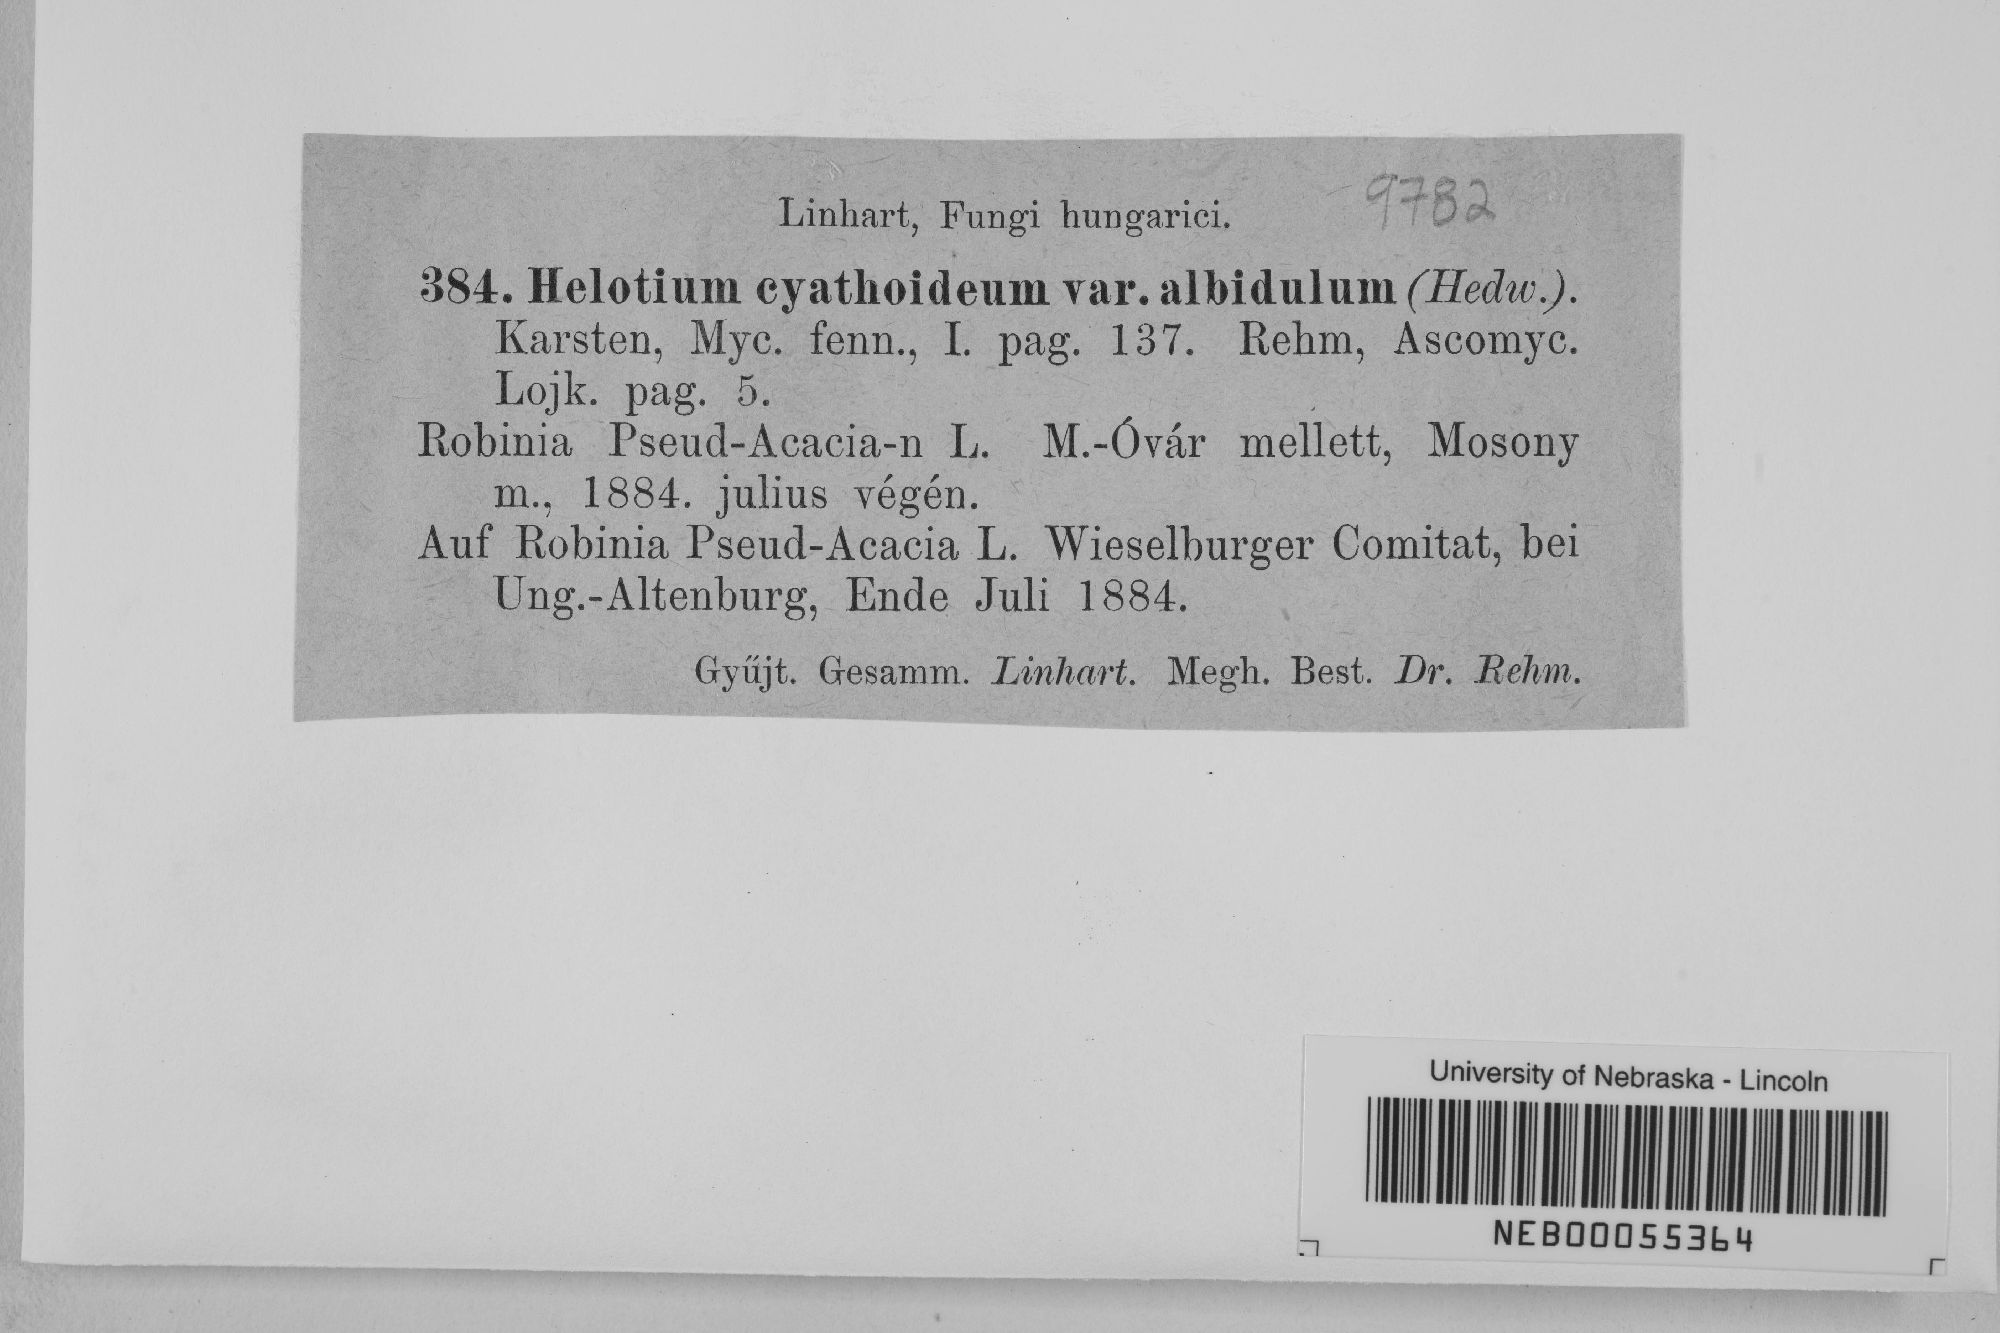 9782
Linhart, Fungi hungarici.
384. Helotium cyathoideum var. albidulum (Hedw.).
Karsten, Myc. fenn., I. pag. 137. Rehm, Ascomyc.
Lojk. pag. 5.
Robinia Pseud-Acacia-n L. M.-Óvár mellett, Mosony
m., 1884. julius végén.
Auf Robinia Pseud-Acacia L. Wieselburger Comitat, bei
Ung.-Altenburg, Ende Juli 1884.
Gyűjt. Gesamm. Linhart. Megh. Best. Dr. Rehm.
University of Nebraska - Lincoln
NEB00055364